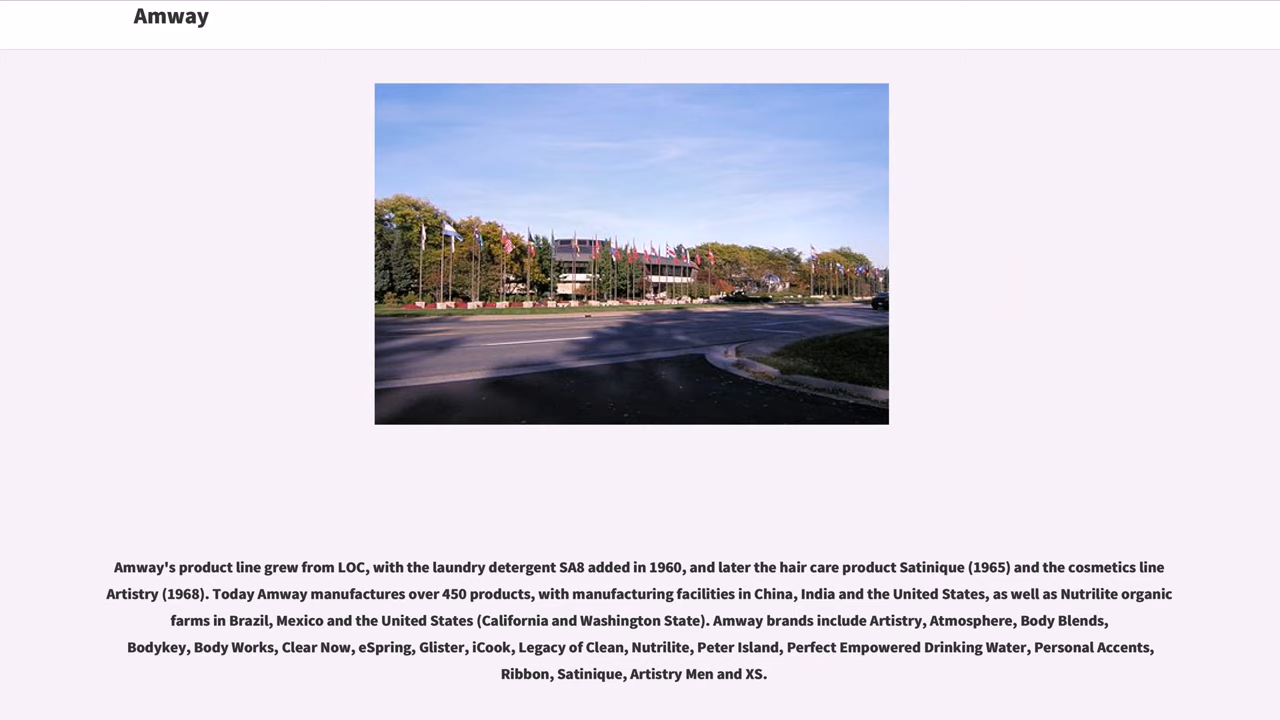 Amway
Amway's product line grew from LOC, with the laundry detergent SA8 added in 1960, and later the hair care product Satinique (1965) and the cosmetics line
Artistry (1968). Today Amway manufactures over 450 products, with manufacturing facilities in China, India and the United States, as well as Nutrilite organic
farms in Brazil, Mexico and the United States (California and Washington State). Amway brands include Artistry, Atmosphere, Body Blends,
Bodykey, Body Works, Clear Now, eSpring, Glister, iCook, Legacy of Clean, Nutrilite, Peter Island, Perfect Empowered Drinking Water, Personal Accents,
Ribbon, Satinique, Artistry Men and XS.